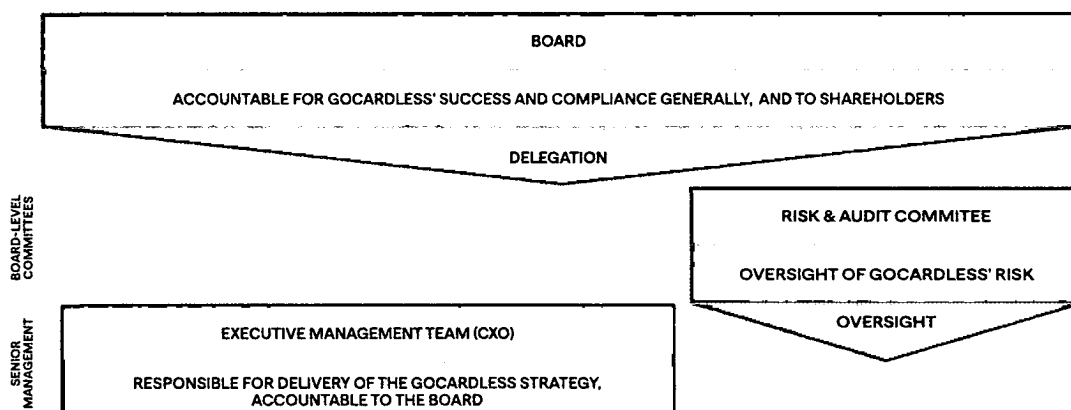 BOARD
ACCOUNTABLE FOR GOCARDLESS' SUCCESS AND COMPLIANCE GENERALLY, AND TO SHAREHOLDERS
DELEGATION
BOARD-LEVEL
COMMITTEES
RISK & AUDIT COMMITEE
OVERSIGHT OF GOCARDLESS' RISK
OVERSIGHT
SENIOR
MANAGEMENT
EXECUTIVE MANAGEMENT TEAM (CXO)
RESPONSIBLE FOR DELIVERY OF THE GOCARDLESS STRATEGY,
ACCOUNTABLE TO THE BOARD